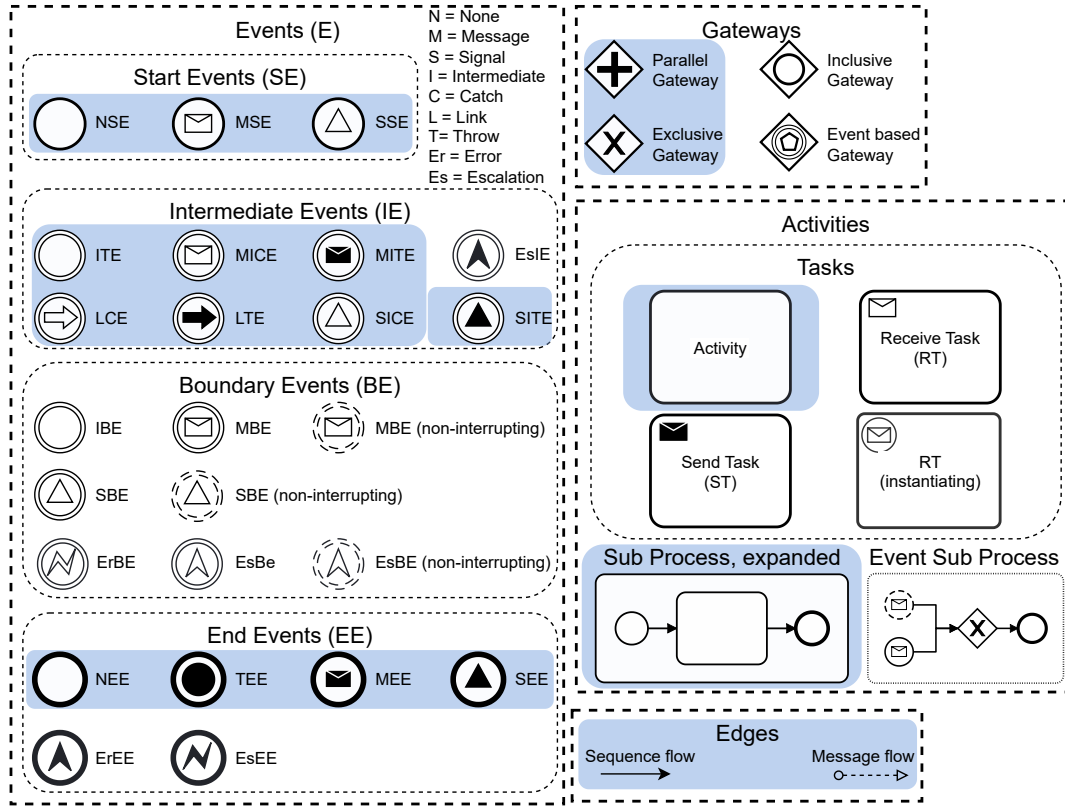 Events (E)
N = None
M = Message
S = Signal
I = Intermediate
C = Catch
L = Link
T= Throw
Er = Error
Es = Escalation
Start Events (SE)
NSE
MSE
SSE
Intermediate Events (IE)
ITE
MICE
MITE
EsIE
LCE
LTE
SICE
SITE
Boundary Events (BE)
IBE
MBE
MBE (non-interrupting)
SBE
SBE (non-interrupting)
ErBE
EsBe
EsBE (non-interrupting)
End Events (EE)
NEE
TEE
MEE
SEE
ErEE
EsEE
Gateways
Parallel
Gateway
Inclusive
Gateway
X
Exclusive
Gateway
Event based
Gateway
Activities
Tasks
Activity
Receive Task
(RT)
Send Task
(ST)
RT
(instantiating)
Sub Process, expanded
Event Sub Process
X
Edges
Sequence flow
Message flow